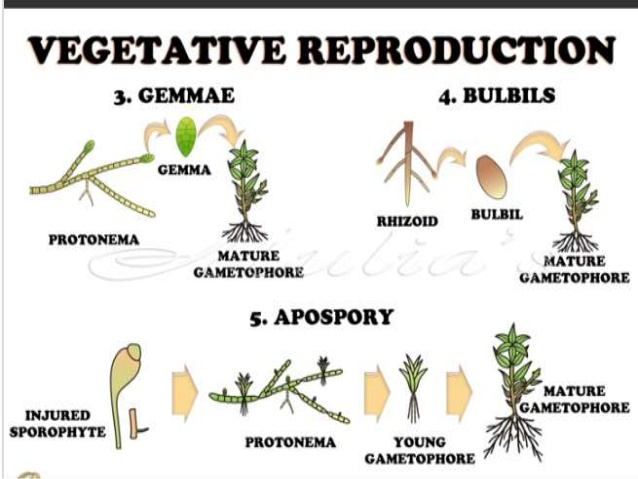 VEGETATIVE REPRODUCTION
3. GEMMAE
4. BULBILS
GEMMA
PROTONEMA
MATURE
GAMETOPHORE
RHIZOID
BULBIL
MATURE
GAMETOPHORE
5. APOSPORY
INJURED
SPOROPHYTE
PROTONEMA
YOUNG
GAMETOPHORE
MATURE
GAMETOPHORE